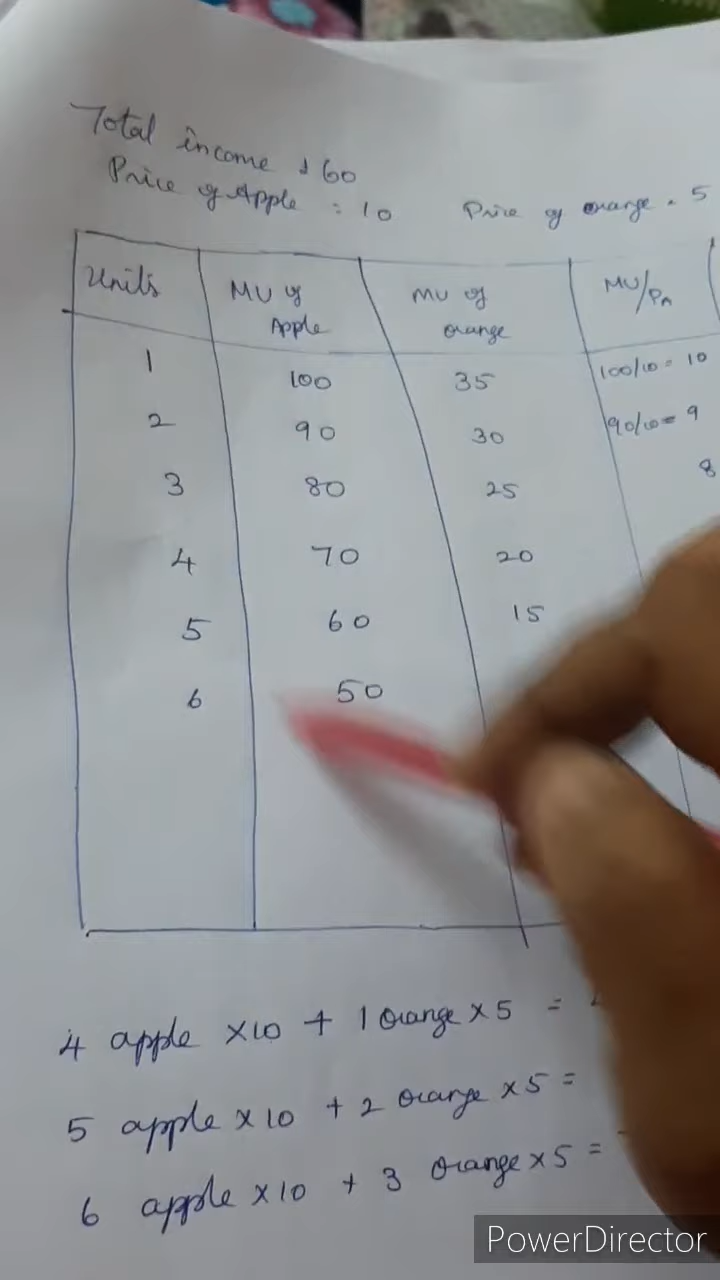 Total income $ 60
Price of Apple = 10 Price of orange = 5
Units MU of Apple MU of orange MU/PA
1 100 35 100/10 = 10
2 90 30 90/10 = 9
3 80 25 8
4 70 20
5 60 15
6 50
4 apple x10 + 1 orange x 5 =
5 apple x 10 + 2 orange x 5 =
6 apple x10 + 3 orange x 5 =
PowerDirector